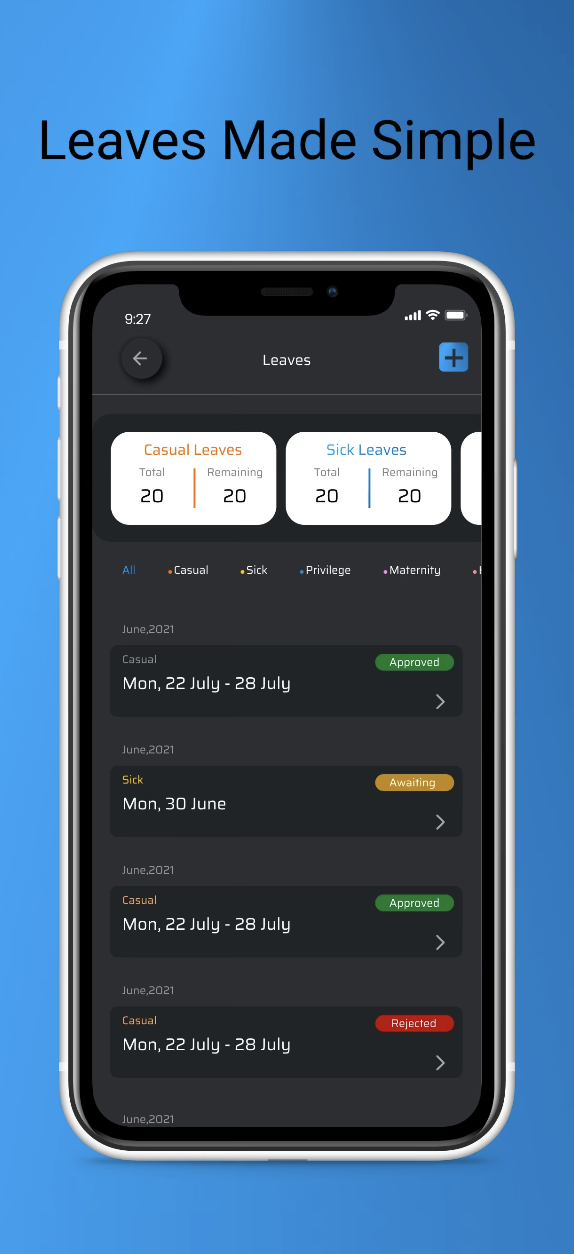 Leaves Made Simple
9:27
Leaves
Casual Leaves
Total Remaining
20 20
Sick Leaves
Total Remaining
20 20
All Casual Sick Privilege Maternity
June,2021
Casual
Approved
Mon, 22 July - 28 July
June,2021
Sick
Awaiting
Mon, 30 June
June,2021
Casual
Approved
Mon, 22 July - 28 July
June,2021
Casual
Rejected
Mon, 22 July - 28 July
June,2021